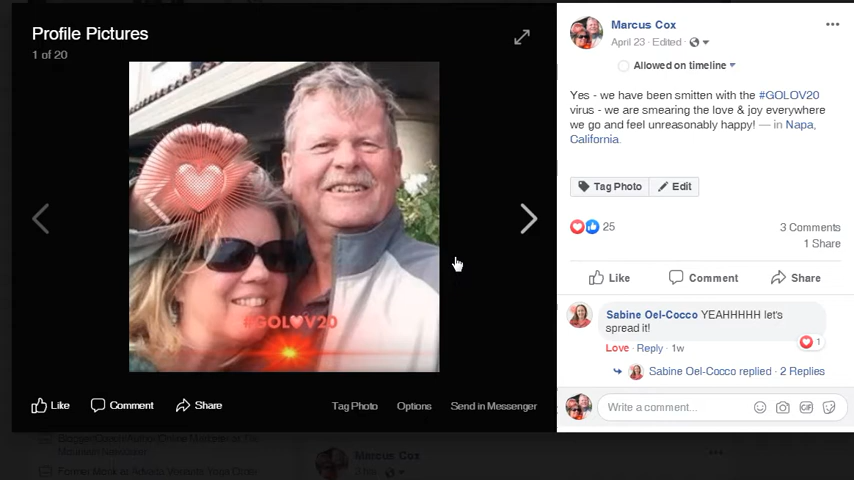 Profile Pictures
1 of 20
#GOLOV20
Like
Comment
Share
Tag Photo
Options
Send in Messenger
Marcus Cox
April 23 · Edited ·
Allowed on timeline
Yes - we have been smitten with the #GOLOV20
virus - we are smearing the love & joy everywhere
we go and feel unreasonably happy! — in Napa,
California.
Tag Photo
Edit
25
3 Comments
1 Share
Like
Comment
Share
Sabine Oel-Cocco YEAHHHHH let's
spread it!
1
Love · Reply · 1w
Sabine Oel-Cocco replied · 2 Replies
Write a comment...
GIF
Marcus Cox